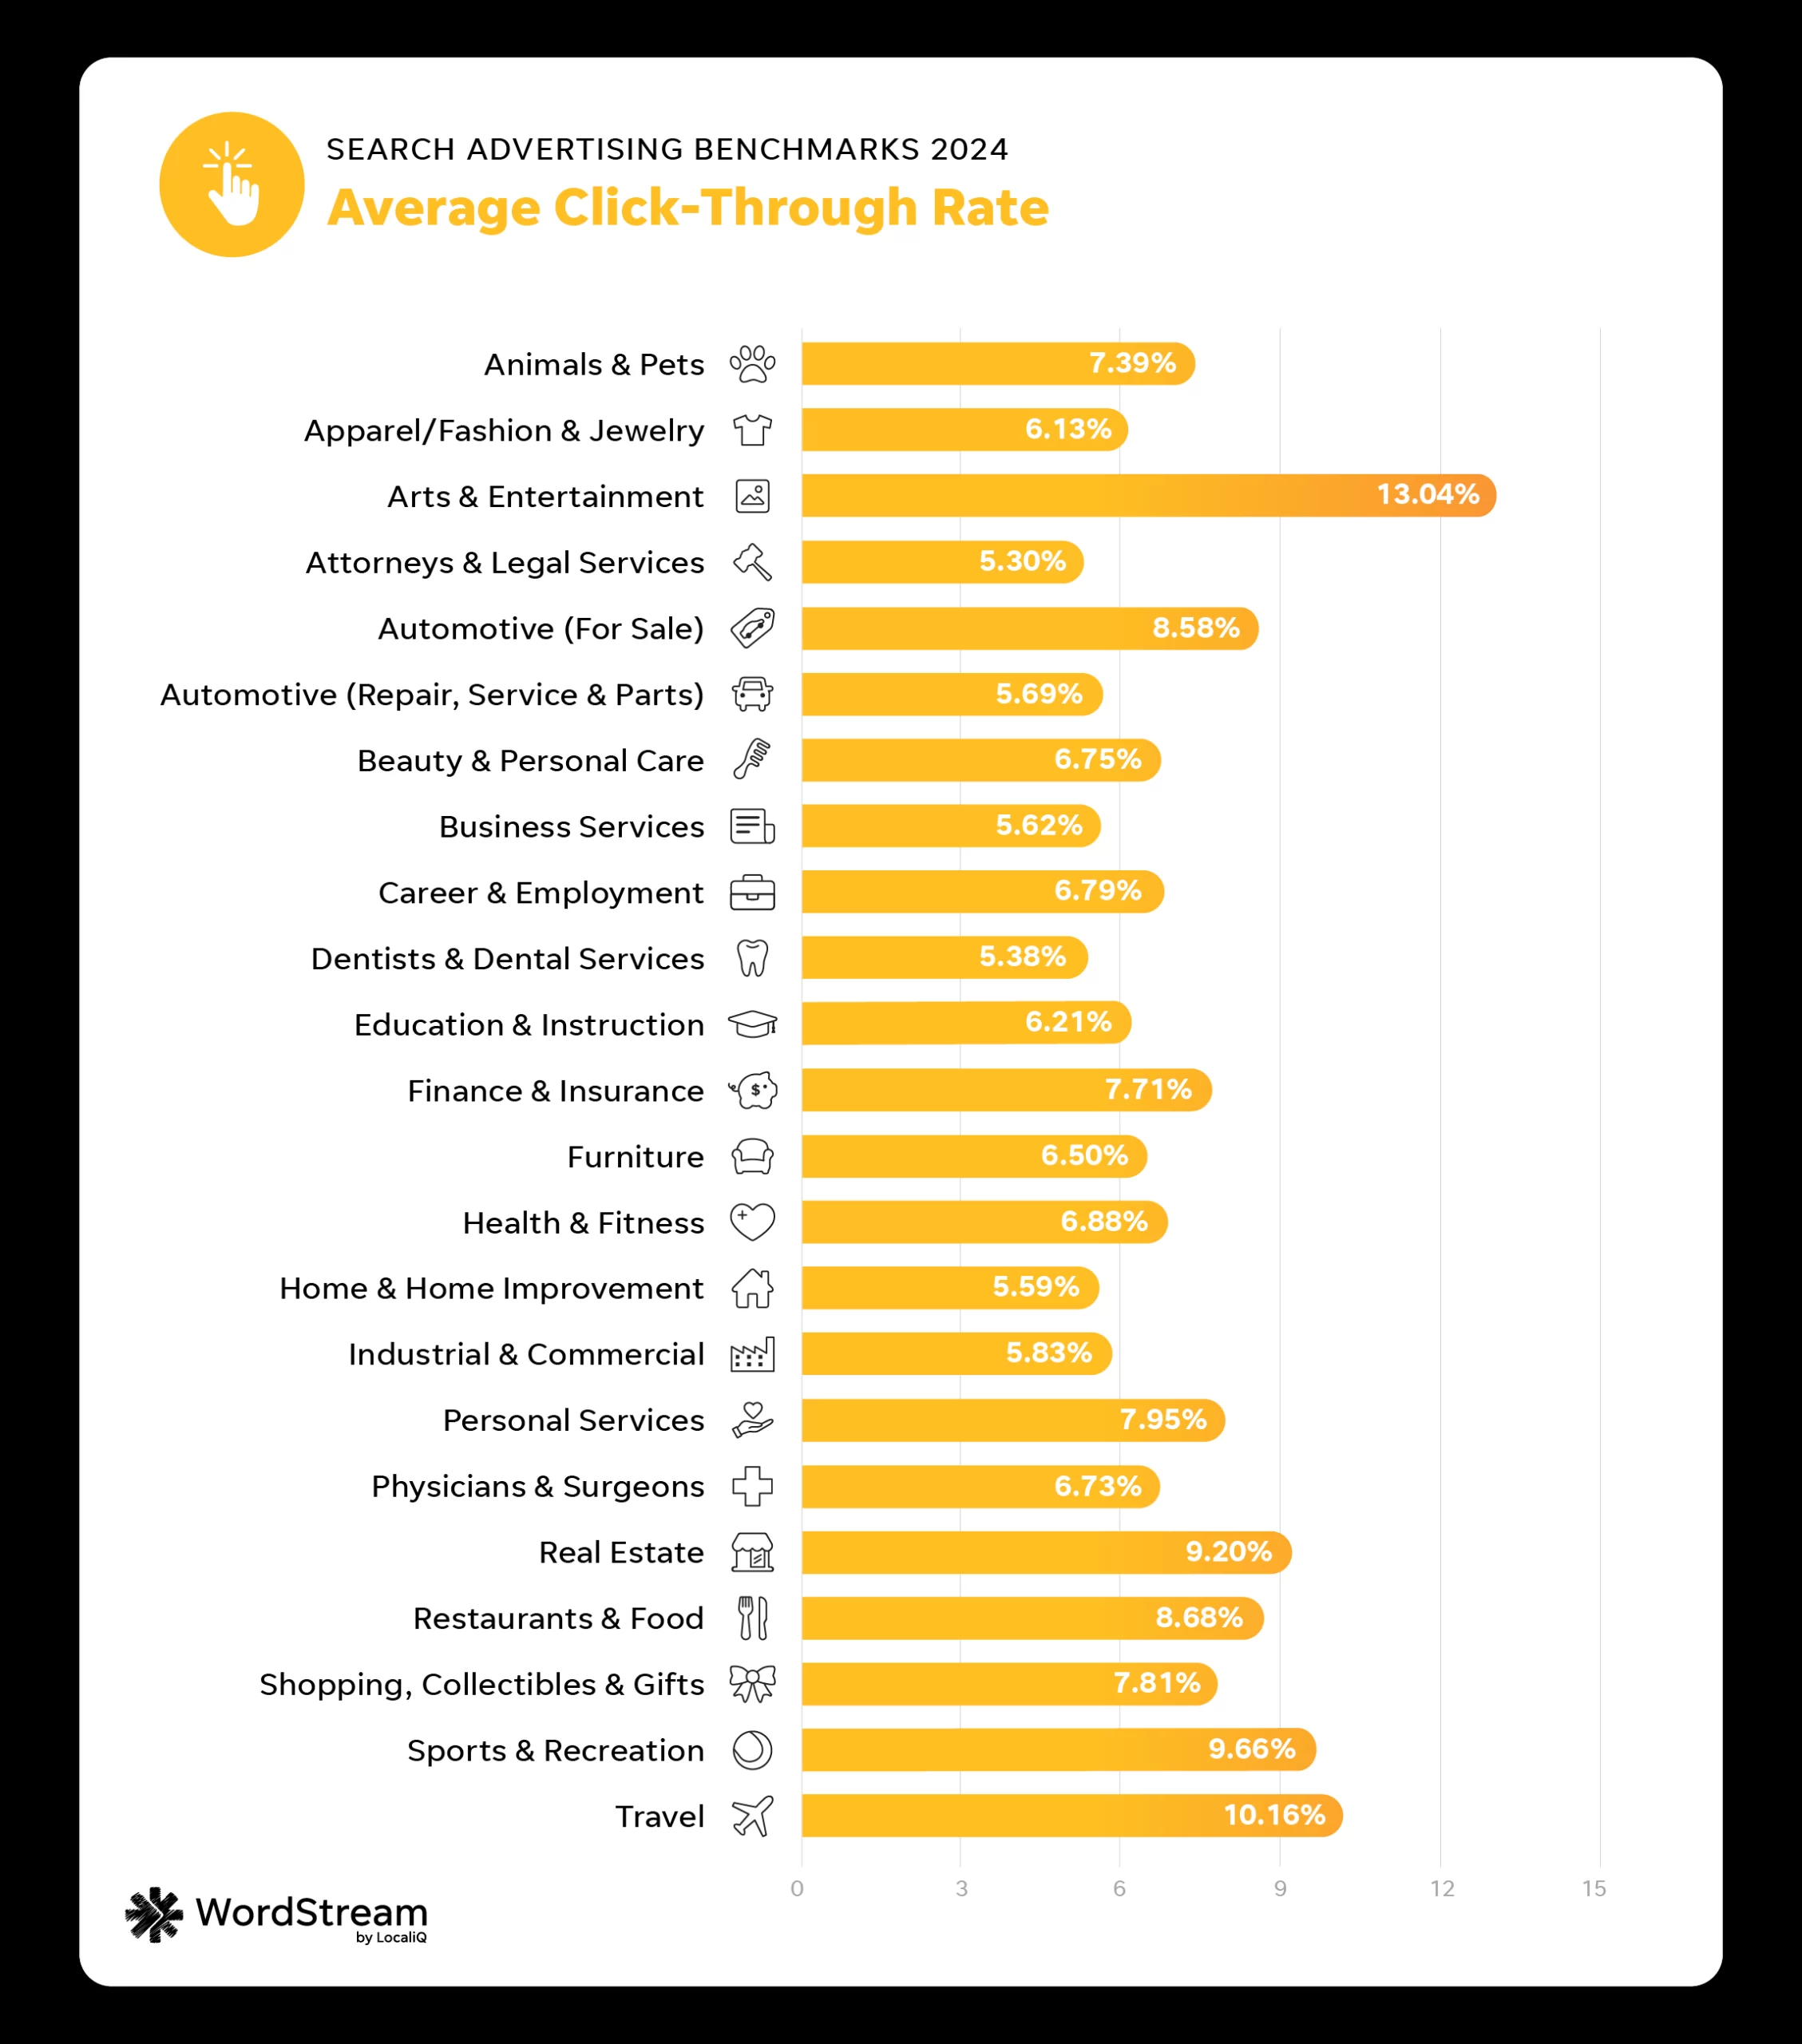 SEARCH ADVERTISING BENCHMARKS 2024
Average Click-Through Rate
Animals & Pets 7.39%
Apparel/Fashion & Jewelry 6.13%
Arts & Entertainment 13.04%
Attorneys & Legal Services 5.30%
Automotive (For Sale) 8.58%
Automotive (Repair, Service & Parts) 5.69%
Beauty & Personal Care 6.75%
Business Services 5.62%
Career & Employment 6.79%
Dentists & Dental Services 5.38%
Education & Instruction 6.21%
Finance & Insurance $ 7.71%
Furniture 6.50%
Health & Fitness 6.88%
Home & Home Improvement 5.59%
Industrial & Commercial 5.83%
Personal Services 7.95%
Physicians & Surgeons 6.73%
Real Estate 9.20%
Restaurants & Food 8.68%
Shopping, Collectibles & Gifts 7.81%
Sports & Recreation 9.66%
Travel 10.16%
0 3 6 9 12 15
WordStream
by LocaliQ